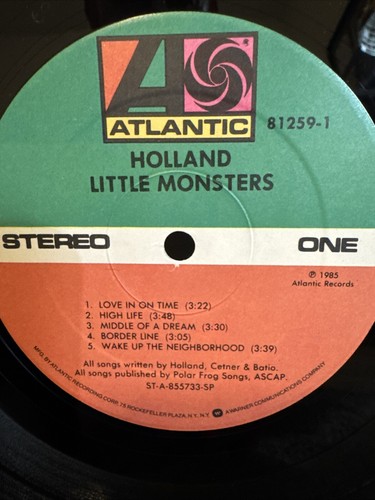 ATLANTIC
81259-1
HOLLAND
LITTLE MONSTERS
STEREO
ONE
℗ 1985
Atlantic Records
1. LOVE IN ON TIME (3:22)
2. HIGH LIFE (3:48)
3. MIDDLE OF A DREAM (3:30)
4. BORDER LINE (3:05)
5. WAKE UP THE NEIGHBORHOOD (3:39)
All songs written by Holland, Cetner & Batio.
All songs published by Polar Frog Songs, ASCAP.
ST-A-855733-SP
MFG. BY ATLANTIC RECORDING CORP., 75 ROCKEFELLER PLAZA, N.Y., N.Y. A WARNER COMMUNICATIONS COMPANY